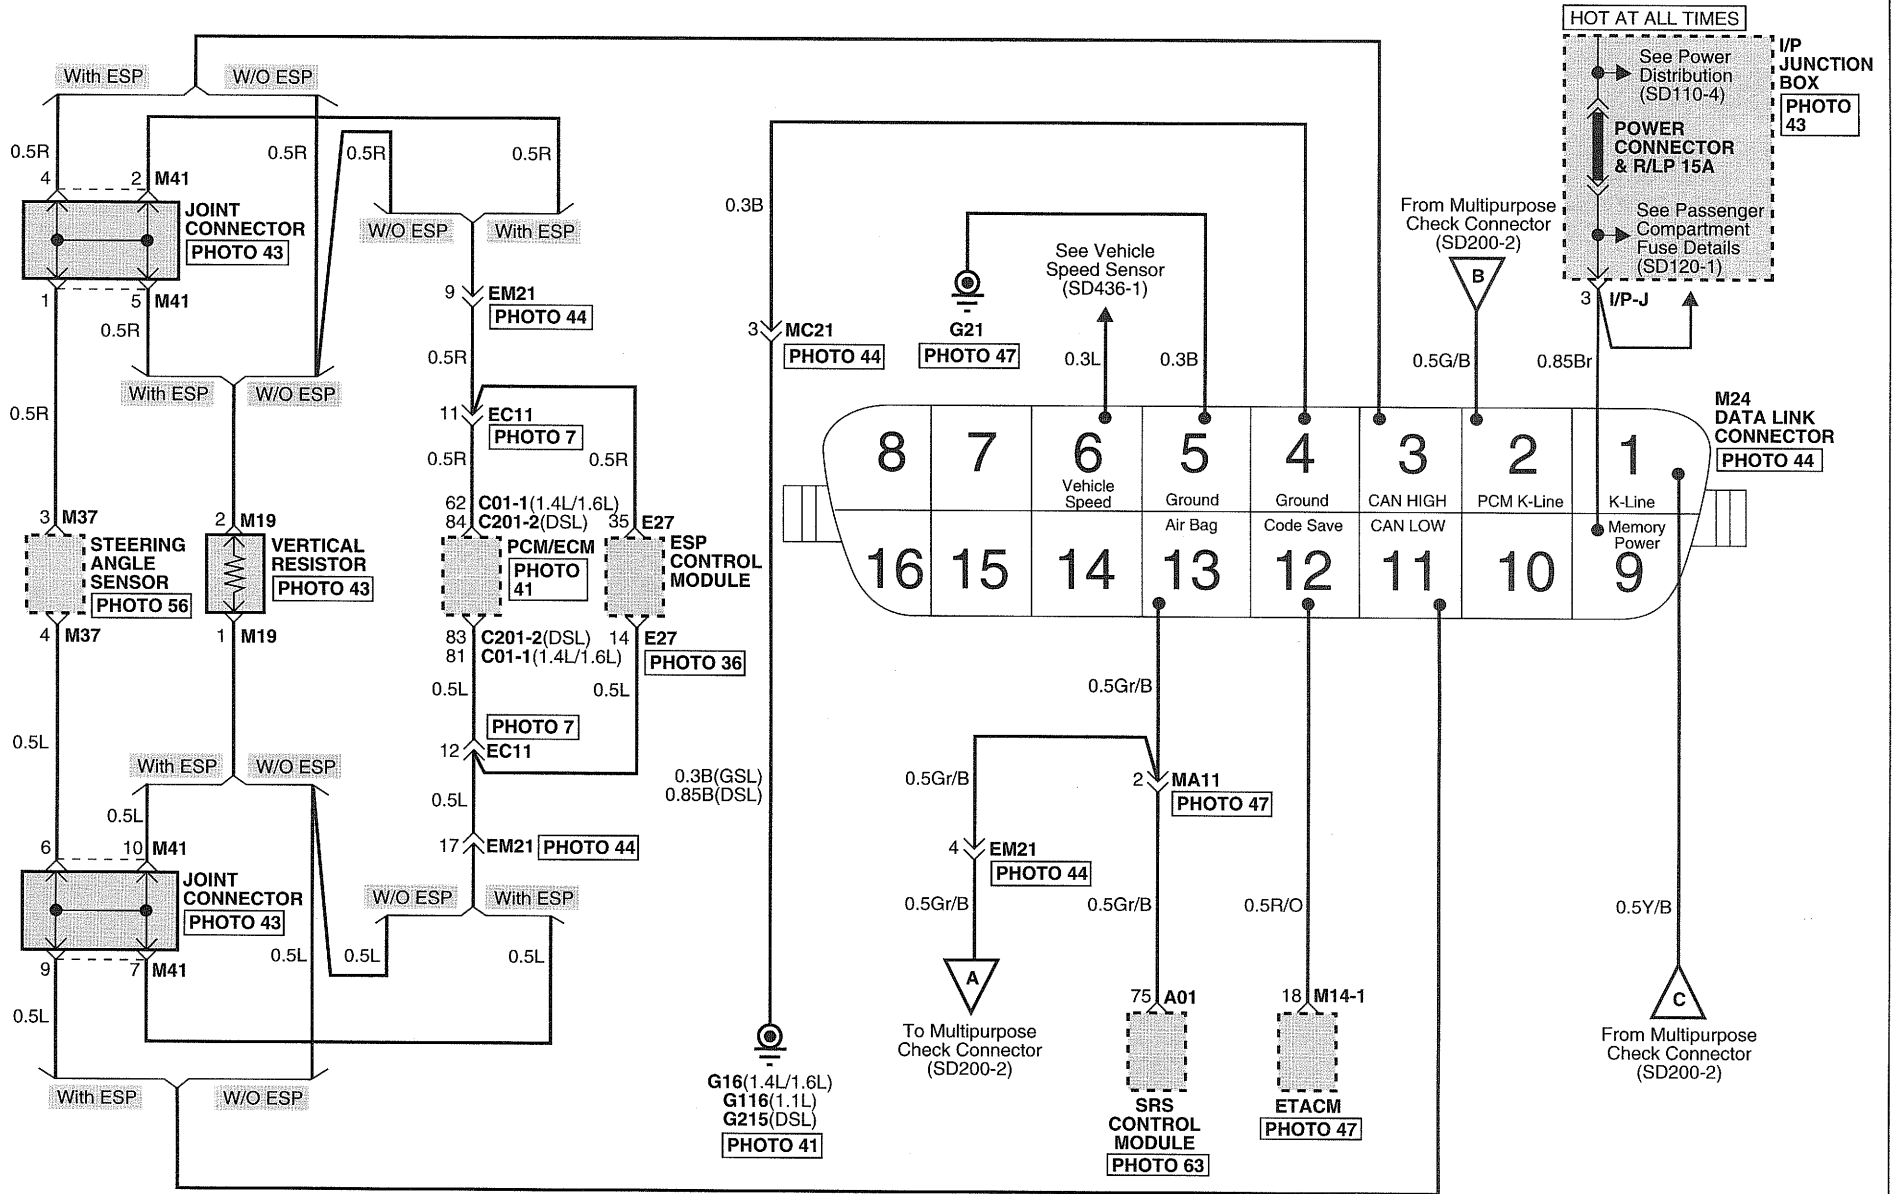 HOT AT ALL TIMES
See Power
Distribution
(SD110-4)
POWER
CONNECTOR
& R/LP 15A
See Passenger
Compartment
Fuse Details
(SD120-1)
I/P
JUNCTION
BOX
PHOTO
43
3 I/P-J
0.85Br
With ESP
W/O ESP
0.5R
0.5R
0.5R
0.5R
4
2 M41
JOINT
CONNECTOR
PHOTO 43
1
5 M41
0.5R
With ESP
W/O ESP
W/O ESP
With ESP
9 EM21
PHOTO 44
0.5R
11 EC11
PHOTO 7
0.5R
0.5R
0.5R
62 C01-1(1.4L/1.6L)
84 C201-2(DSL)
35 E27
3 M37
2 M19
STEERING
ANGLE
SENSOR
PHOTO 56
VERTICAL
RESISTOR
PHOTO 43
PCM/ECM
PHOTO
41
ESP
CONTROL
MODULE
4 M37
1 M19
83 C201-2(DSL)
81 C01-1(1.4L/1.6L)
14 E27
PHOTO 36
0.5L
0.5L
0.5L
PHOTO 7
12 EC11
0.5L
17 EM21
PHOTO 44
With ESP
W/O ESP
0.5L
6
10 M41
JOINT
CONNECTOR
PHOTO 43
9
7 M41
W/O ESP
With ESP
0.5L
0.5L
0.5L
0.5L
With ESP
W/O ESP
0.3B
3 MC21
PHOTO 44
0.3B(GSL)
0.85B(DSL)
G16(1.4L/1.6L)
G116(1.1L)
G215(DSL)
PHOTO 41
G21
PHOTO 47
See Vehicle
Speed Sensor
(SD436-1)
0.3L
0.3B
From Multipurpose
Check Connector
(SD200-2)
B
0.5G/B
M24
DATA LINK
CONNECTOR
PHOTO 44
8
7
6
5
4
3
2
1
Vehicle
Speed
Ground
Ground
CAN HIGH
PCM K-Line
K-Line
Air Bag
Code Save
CAN LOW
Memory
Power
16
15
14
13
12
11
10
9
0.5Gr/B
0.5Gr/B
2 MA11
PHOTO 47
4 EM21
PHOTO 44
0.5Gr/B
0.5Gr/B
0.5R/O
0.5Y/B
A
To Multipurpose
Check Connector
(SD200-2)
75 A01
SRS
CONTROL
MODULE
PHOTO 63
18 M14-1
ETACM
PHOTO 47
C
From Multipurpose
Check Connector
(SD200-2)